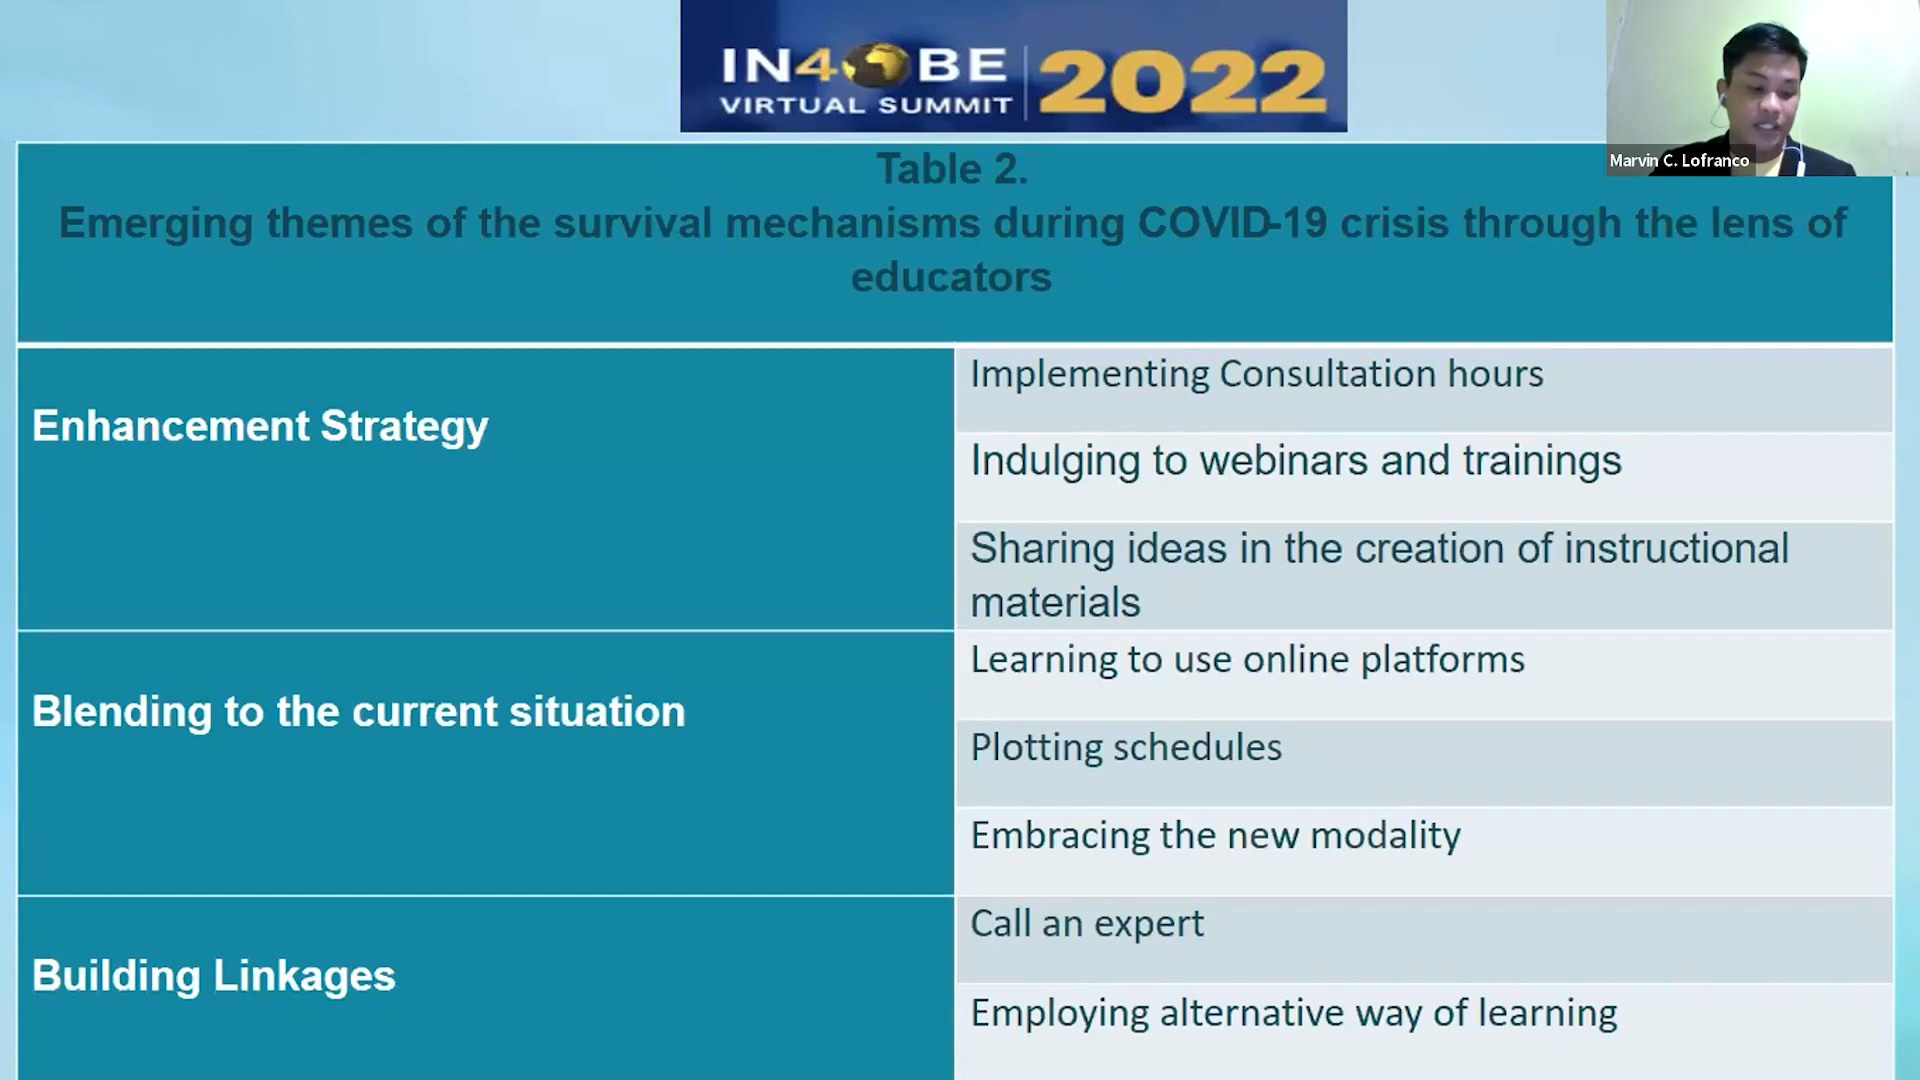 IN4 BE 2022
VIRTUAL SUMMIT
Marvin C. Lofranco
Table 2.
Emerging themes of the survival mechanisms during COVID-19 crisis through the lens of
educators
Enhancement Strategy
Implementing Consultation hours
Indulging to webinars and trainings
Sharing ideas in the creation of instructional
materials
Blending to the current situation
Learning to use online platforms
Plotting schedules
Embracing the new modality
Building Linkages
Call an expert
Employing alternative way of learning